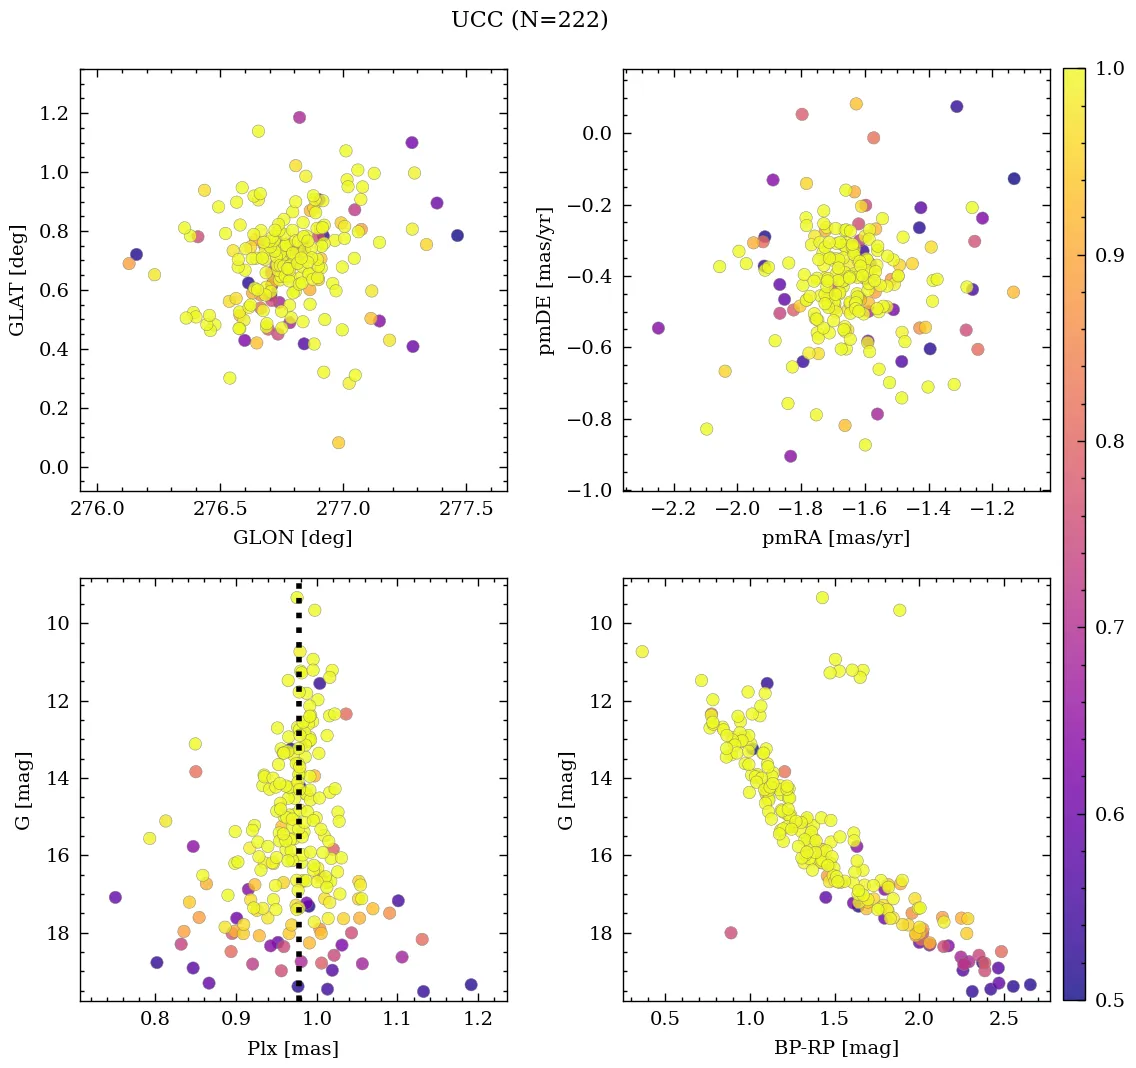 UCC (N=222)
1.2
1.0
0.8
0.6
0.4
0.2
0.0
GLAT [deg]
276.0 276.5 277.0 277.5
GLON [deg]
0.0
−0.2
−0.4
−0.6
−0.8
−1.0
pmDE [mas/yr]
−2.2 −2.0 −1.8 −1.6 −1.4 −1.2
pmRA [mas/yr]
10
12
14
16
18
G [mag]
0.8 0.9 1.0 1.1 1.2
Plx [mas]
10
12
14
16
18
G [mag]
0.5 1.0 1.5 2.0 2.5
BP-RP [mag]
1.0
0.9
0.8
0.7
0.6
0.5